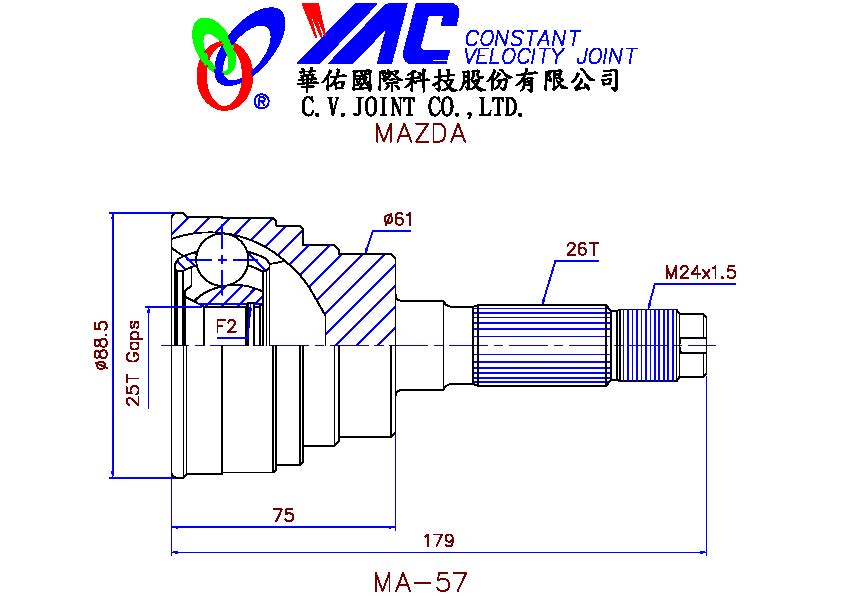 YAC CONSTANT
VELOCITY JOINT
®
華佑國際科技股份有限公司
C.V.JOINT CO.,LTD.
MAZDA
ø61
26T
M24x1.5
F2
ø88.5
25T Gaps
75
179
MA-57